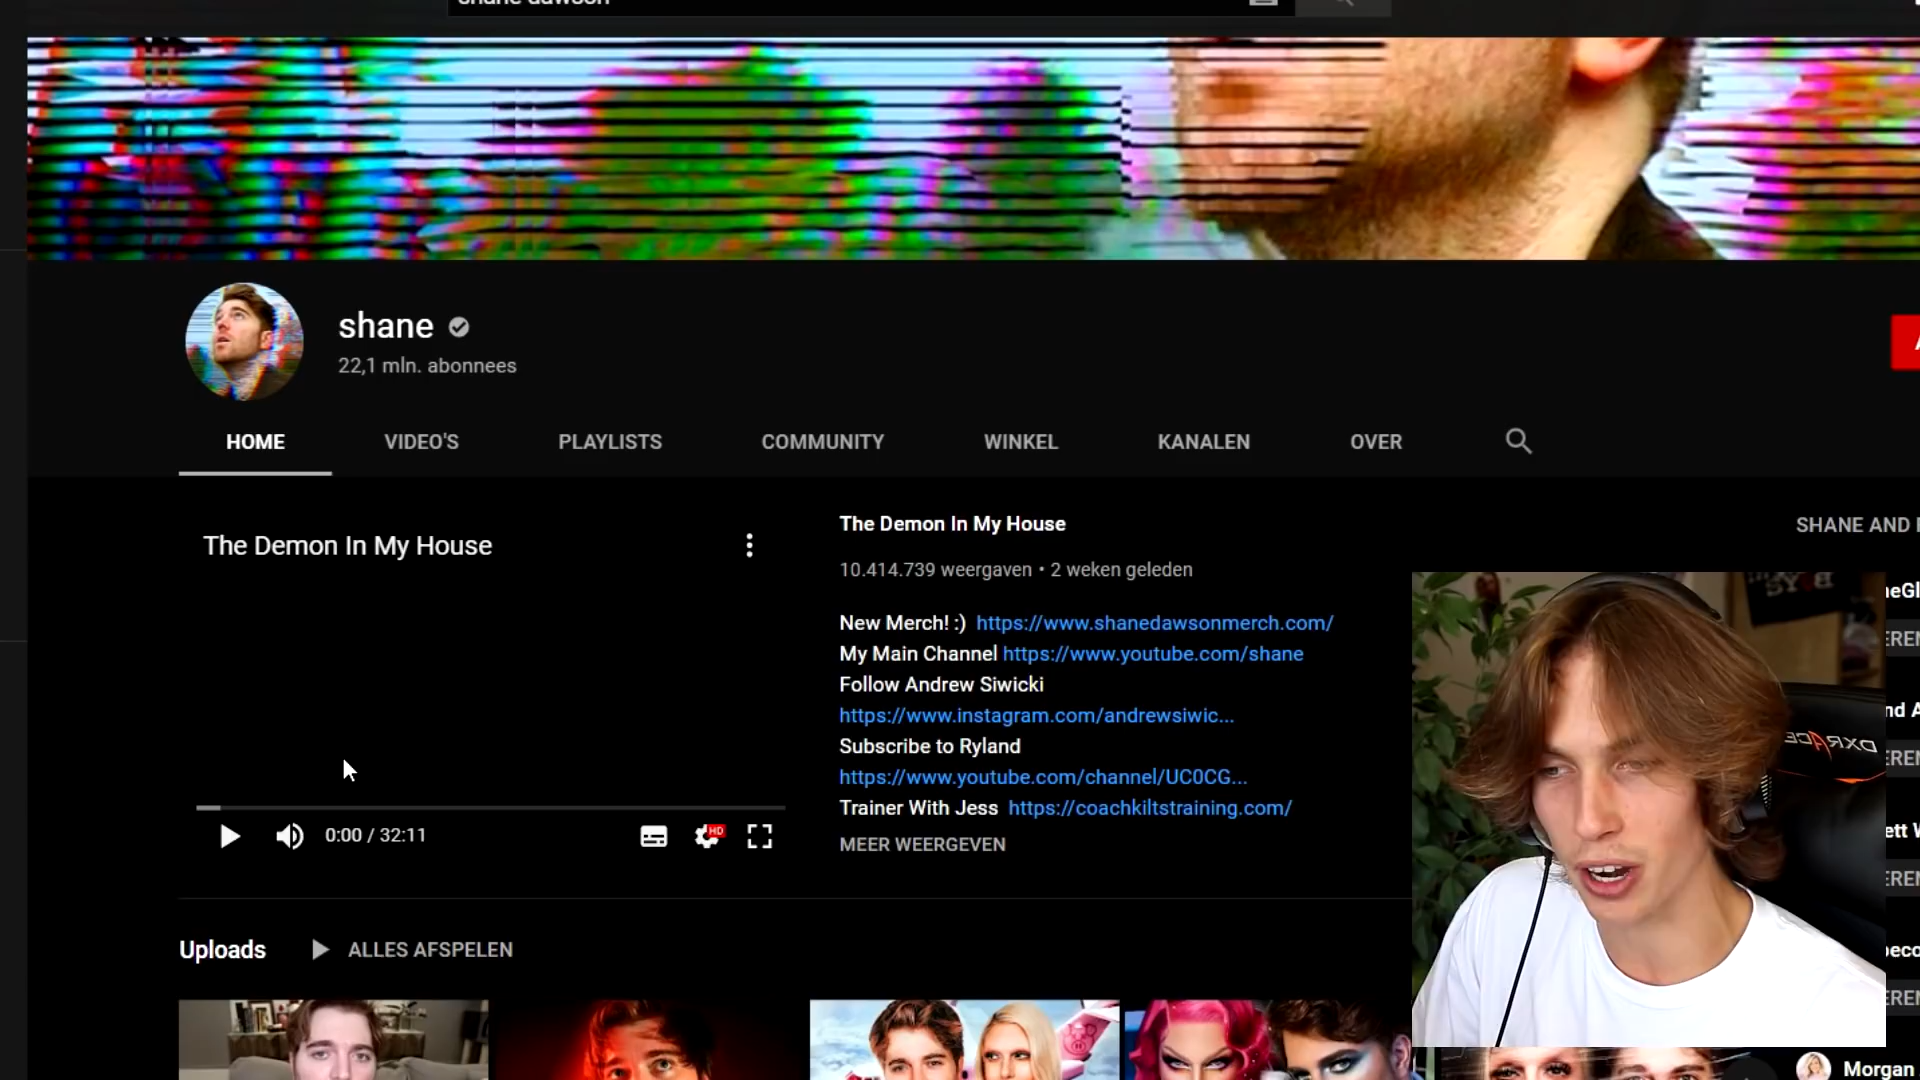 shane dawson
shane
22,1 mln. abonnees
HOME
VIDEO'S
PLAYLISTS
COMMUNITY
WINKEL
KANALEN
OVER
The Demon In My House
The Demon In My House
10.414.739 weergaven • 2 weken geleden
SHANE AND
New Merch! :) https://www.shanedawsonmerch.com/
My Main Channel https://www.youtube.com/shane
Follow Andrew Siwicki
https://www.instagram.com/andrewsiwic...
Subscribe to Ryland
https://www.youtube.com/channel/UC0CG...
Trainer With Jess https://coachkiltstraining.com/
MEER WEERGEVEN
0:00 / 32:11
HD
DXRACE
Uploads
ALLES AFSPELEN
Morgan